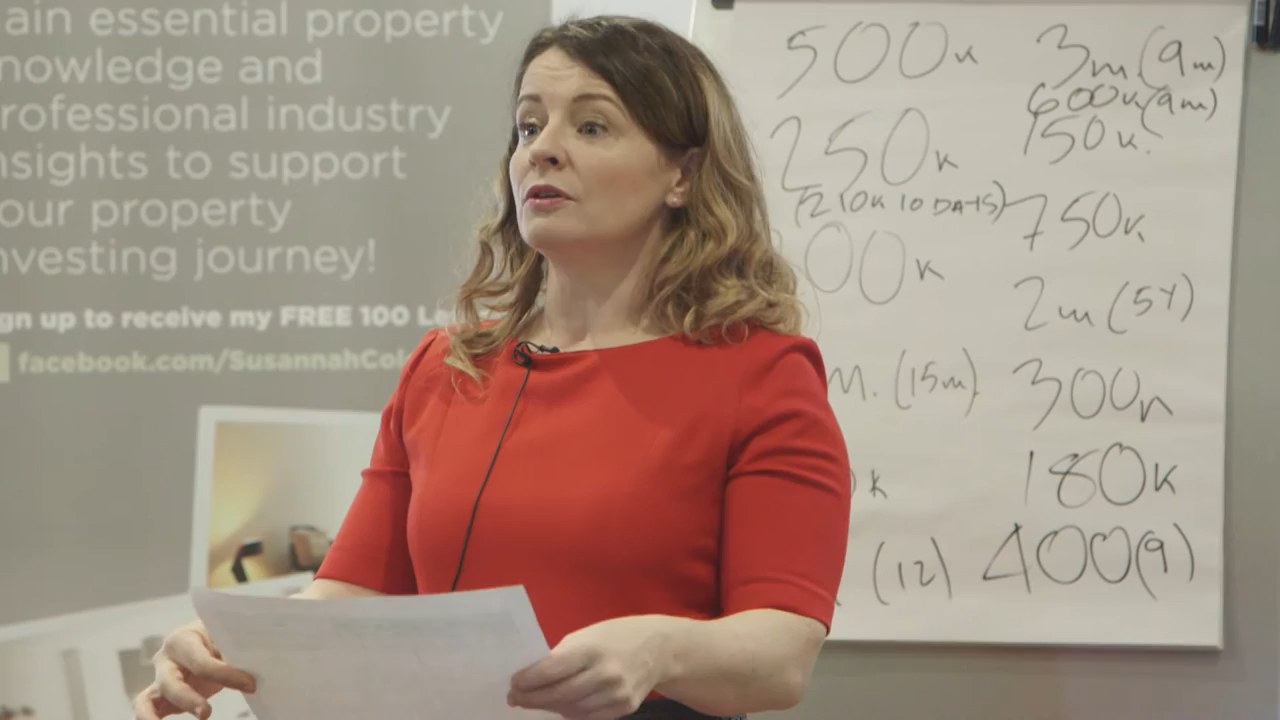 ain essential property
nowledge and
rofessional industry
nsights to support
our property
nvesting journey!
gn up to receive my FREE 100 Le
facebook.com/SusannahCol
500k
250k
(210K 10 DAYS)
00k
M. (15m)
k
(12)
3m (9m)
600k (9m)
150k.
750k
2m (5Y)
300k
180k
400(9)